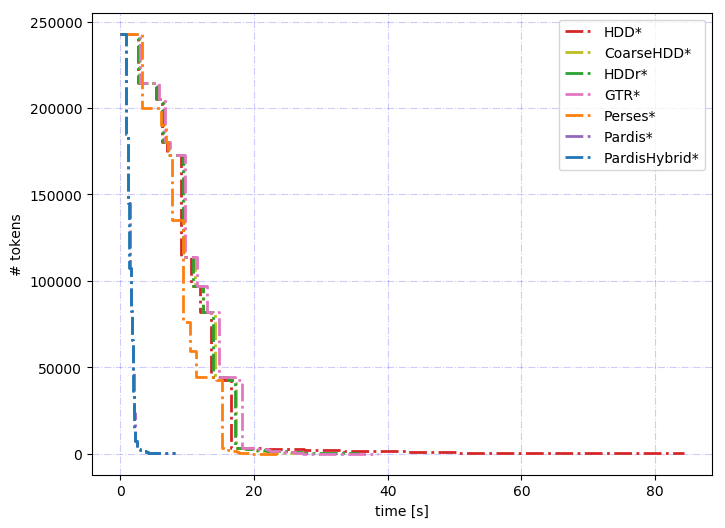 250000
200000
150000
100000
50000
0
# tokens
0 20 40 60 80
time [s]
HDD*
CoarseHDD*
HDDr*
GTR*
Perses*
Pardis*
PardisHybrid*